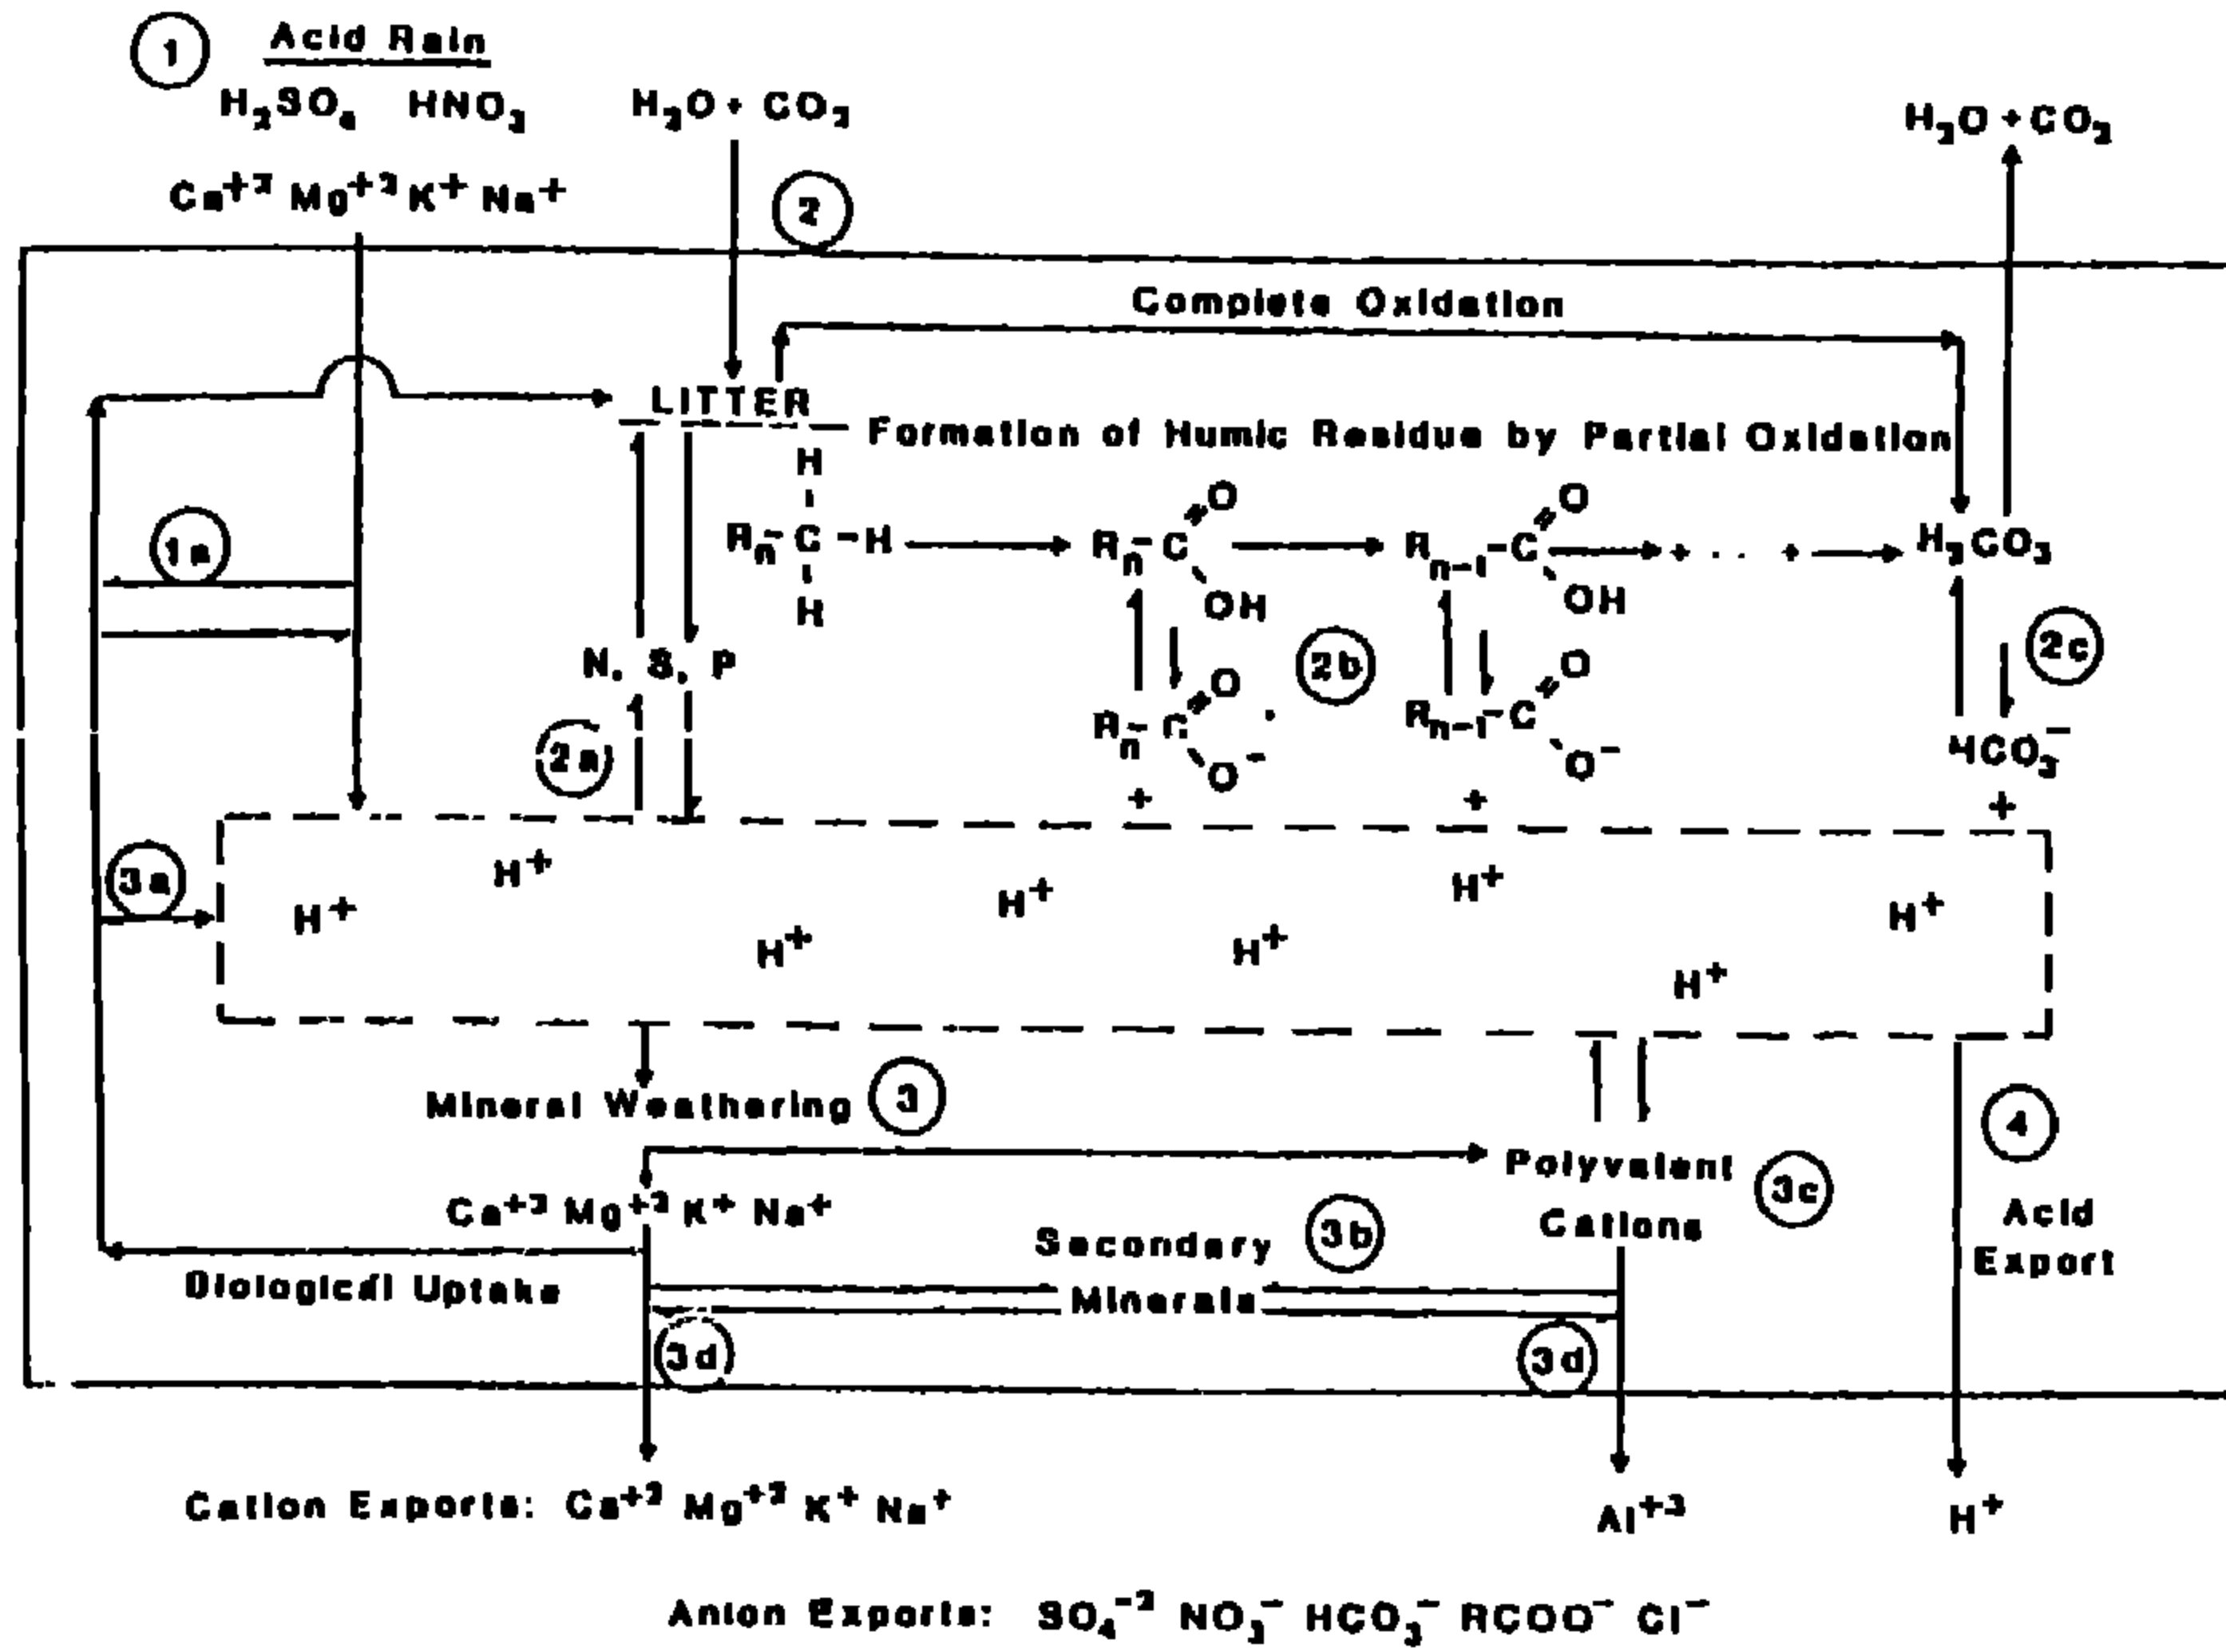 1 Acid Rain
H₂SO₄ HNO₃ H₂O + CO₂
H₂O + CO₂
Ca⁺² Mg⁺² K⁺ Na⁺
2
Complete Oxidation
LITTER
Formation of Humic Residue by Partial Oxidation
H
Rₙ-C-H
H
Rₙ-C
O
OH
Rₙ₋₁-C
O
OH
+ · · + 
H₂CO₃
1a
N, S, P
2a
Rₙ-C
O
O⁻
2b
Rₙ₋₁-C
O
O⁻
2c
HCO₃⁻
+ + +
3a
H⁺ H⁺ H⁺ H⁺ H⁺ H⁺ H⁺ H⁺
Mineral Weathering 3
4
Polyvalent
Cations
3c
Ca⁺² Mg⁺² K⁺ Na⁺
Secondary
Minerals
3b
Acid
Export
Biological Uptake
3d 3d
Cation Exports: Ca⁺² Mg⁺² K⁺ Na⁺ Al⁺³ H⁺
Anion Exports: SO₄⁻² NO₃⁻ HCO₃⁻ RCOO⁻ Cl⁻